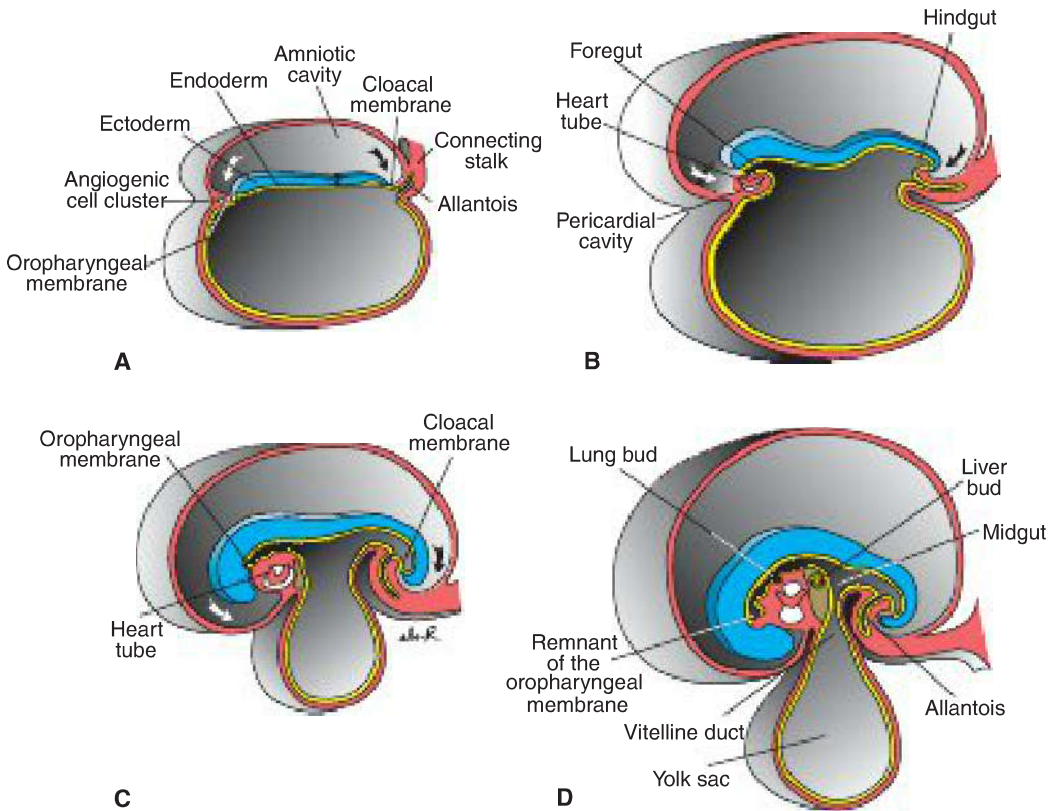 Amniotic
cavity
Endoderm
Cloacal
membrane
Ectoderm
Connecting
stalk
Angiogenic
cell cluster
Allantois
Oropharyngeal
membrane
A
Hindgut
Foregut
Heart
tube
Pericardial
cavity
B
Oropharyngeal
membrane
Cloacal
membrane
Heart
tube
C
Lung bud
Liver
bud
Midgut
Remnant
of the
oropharyngeal
membrane
Vitelline duct
Allantois
Yolk sac
D